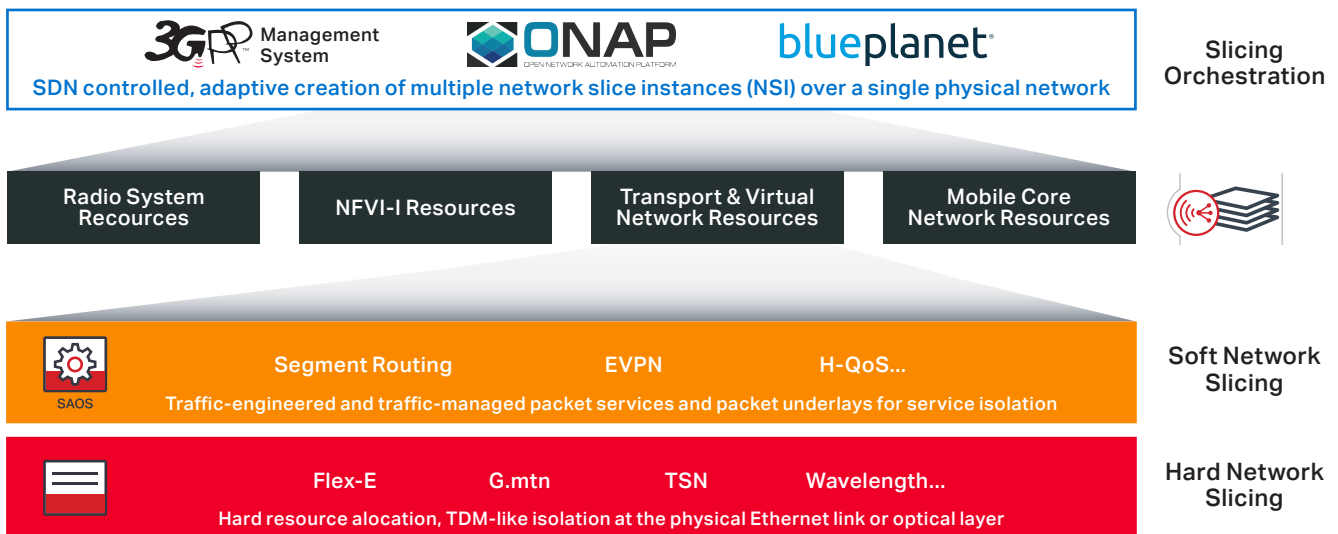 3GPP Management
System
ONAP
OPEN NETWORK AUTOMATION PLATFORM
blueplanet
SDN controlled, adaptive creation of multiple network slice instances (NSI) over a single physical network
Slicing
Orchestration
Radio System
Recources
NFVI-I Resources
Transport & Virtual
Network Resources
Mobile Core
Network Resources
SAOS
Segment Routing
EVPN
H-QoS...
Traffic-engineered and traffic-managed packet services and packet underlays for service isolation
Soft Network
Slicing
Flex-E
G.mtn
TSN
Wavelength...
Hard resource alocation, TDM-like isolation at the physical Ethernet link or optical layer
Hard Network
Slicing